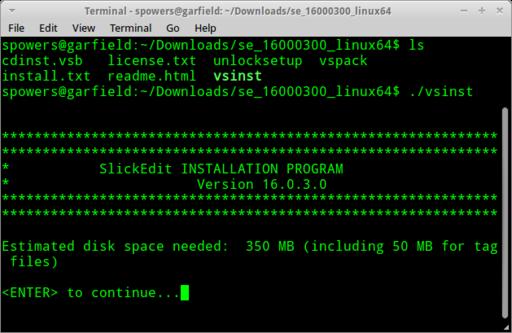 Terminal - spowers@garfield:~/Downloads/se_16000300_linux64
File Edit View Terminal Go Help
spowers@garfield:~/Downloads/se_16000300_linux64$ ls
cdinst.vsb license.txt unlocksetup vspack
install.txt readme.html vsinst
spowers@garfield:~/Downloads/se_16000300_linux64$ ./vsinst
*************************************************************
*************************************************************
* SlickEdit INSTALLATION PROGRAM
* Version 16.0.3.0
*************************************************************
*************************************************************
Estimated disk space needed: 350 MB (including 50 MB for tag
files)
<ENTER> to continue...